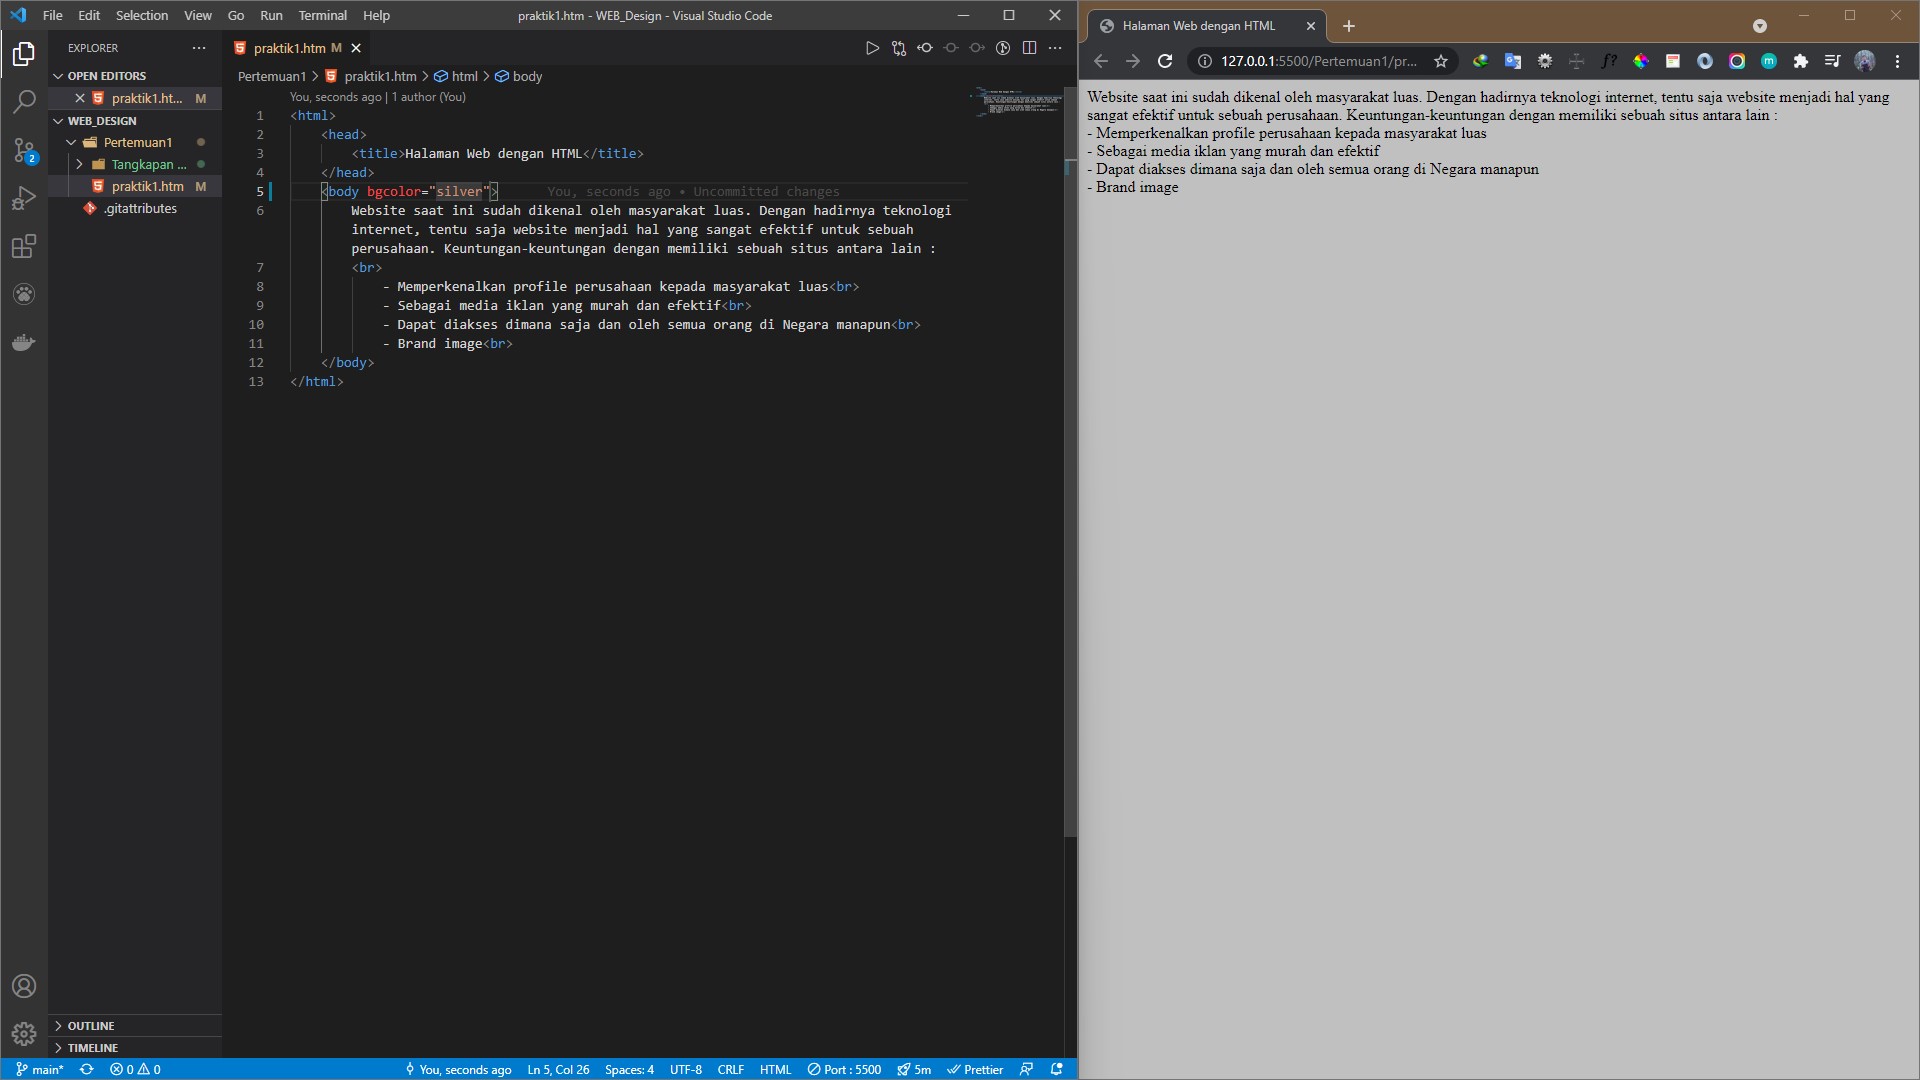 File Edit Selection View Go Run Terminal Help
praktik1.htm - WEB_Design - Visual Studio Code
EXPLORER
OPEN EDITORS
praktik1.ht... M
WEB_DESIGN
Pertemuan1
Tangkapan ...
praktik1.htm M
.gitattributes
2
OUTLINE
TIMELINE
praktik1.htm M
Pertemuan1 > praktik1.htm > html > body
You, seconds ago | 1 author (You)
1 <html>
2 <head>
3 <title>Halaman Web dengan HTML</title>
4 </head>
5 <body bgcolor="silver"> You, seconds ago • Uncommitted changes
6 Website saat ini sudah dikenal oleh masyarakat luas. Dengan hadirnya teknologi
internet, tentu saja website menjadi hal yang sangat efektif untuk sebuah
perusahaan. Keuntungan-keuntungan dengan memiliki sebuah situs antara lain :
7 <br>
8 - Memperkenalkan profile perusahaan kepada masyarakat luas<br>
9 - Sebagai media iklan yang murah dan efektif<br>
10 - Dapat diakses dimana saja dan oleh semua orang di Negara manapun<br>
11 - Brand image<br>
12 </body>
13 </html>
main* 0 0 You, seconds ago Ln 5, Col 26 Spaces: 4 UTF-8 CRLF HTML Port : 5500 5m Prettier
Halaman Web dengan HTML
127.0.0.1:5500/Pertemuan1/pr...
f? m
Website saat ini sudah dikenal oleh masyarakat luas. Dengan hadirnya teknologi internet, tentu saja website menjadi hal yang
sangat efektif untuk sebuah perusahaan. Keuntungan-keuntungan dengan memiliki sebuah situs antara lain :
- Memperkenalkan profile perusahaan kepada masyarakat luas
- Sebagai media iklan yang murah dan efektif
- Dapat diakses dimana saja dan oleh semua orang di Negara manapun
- Brand image